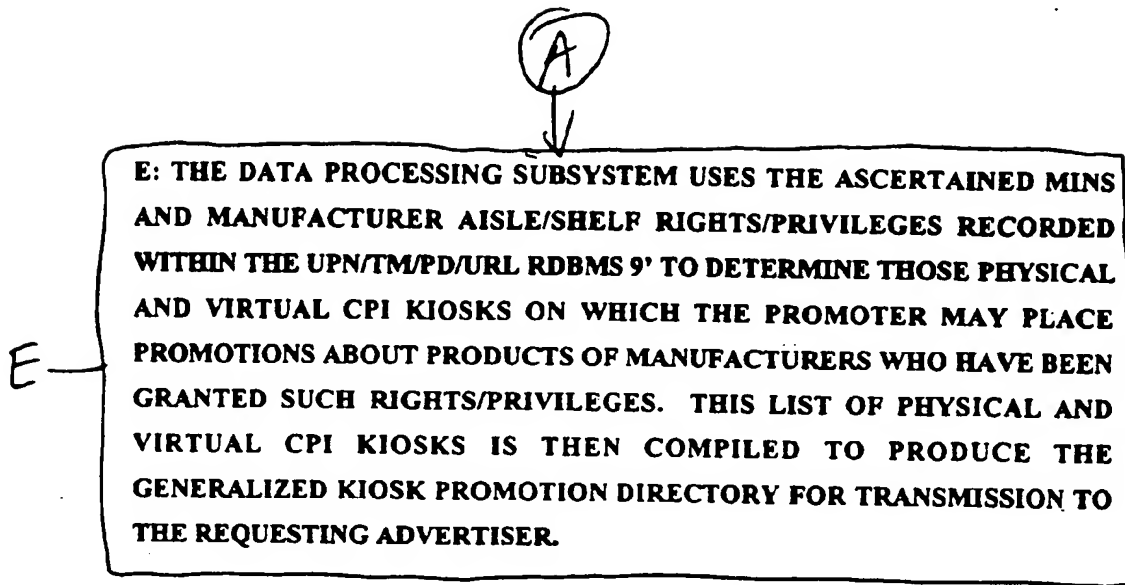 A
E: THE DATA PROCESSING SUBSYSTEM USES THE ASCERTAINED MINS
AND MANUFACTURER AISLE/SHELF RIGHTS/PRIVILEGES RECORDED
WITHIN THE UPN/TM/PD/URL RDBMS 9' TO DETERMINE THOSE PHYSICAL
AND VIRTUAL CPI KIOSKS ON WHICH THE PROMOTER MAY PLACE
PROMOTIONS ABOUT PRODUCTS OF MANUFACTURERS WHO HAVE BEEN
E
GRANTED SUCH RIGHTS/PRIVILEGES. THIS LIST OF PHYSICAL AND
VIRTUAL CPI KIOSKS IS THEN COMPILED TO PRODUCE THE
GENERALIZED KIOSK PROMOTION DIRECTORY FOR TRANSMISSION TO
THE REQUESTING ADVERTISER.